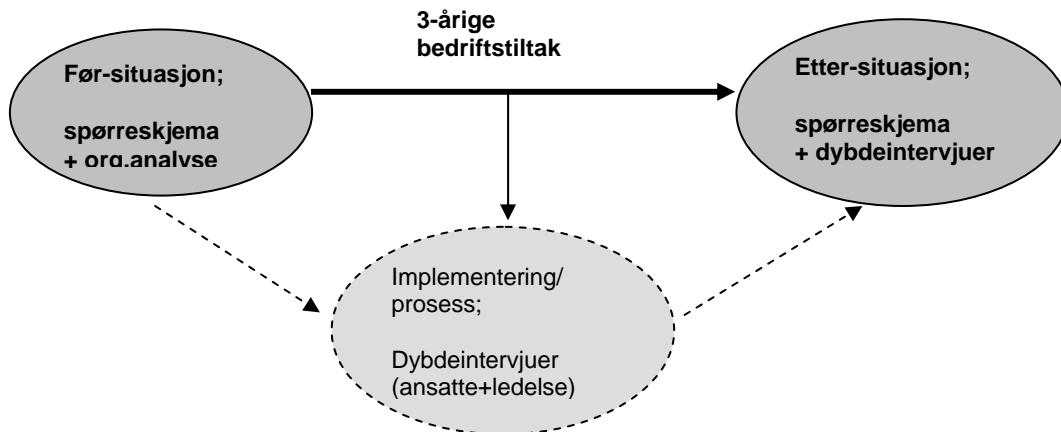 3-årige
bedriftstiltak
Før-situasjon;
spørreskjema
+ org.analyse
Etter-situasjon;
spørreskjema
+ dybdeintervjuer
Implementering/
prosess;
Dybdeintervjuer
(ansatte+ledelse)